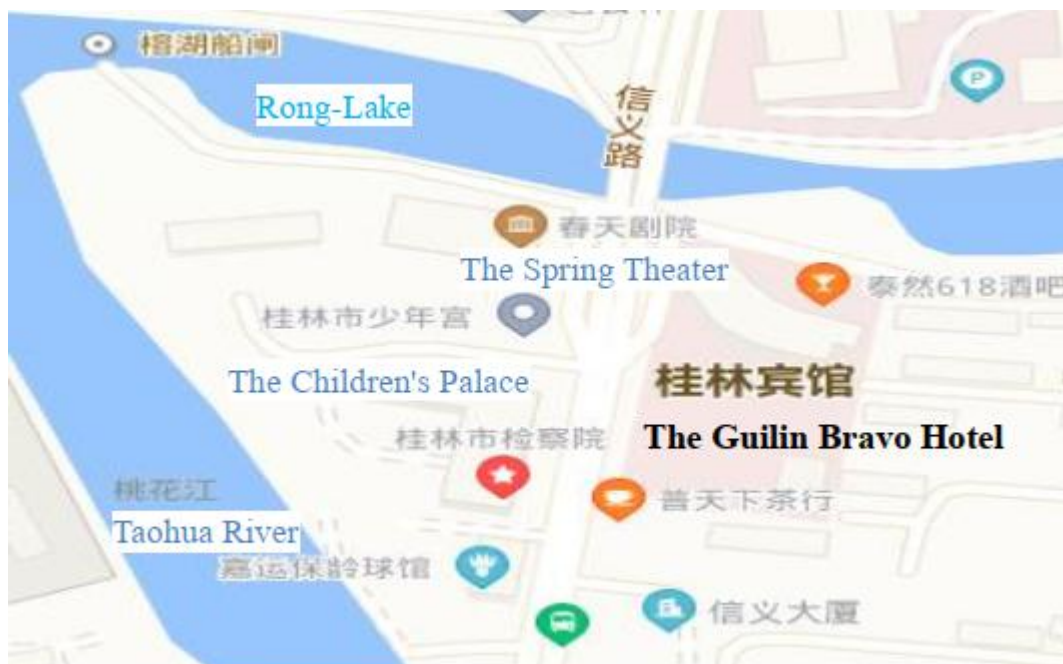 榕湖船闸
Rong-Lake
P
信义路
春天剧院
The Spring Theater
泰然618酒吧
桂林市少年宫
The Children's Palace
桂林宾馆
The Guilin Bravo Hotel
桂林市检察院
普天下茶行
桃花江
Taohua River
嘉运保龄球馆
信义大厦